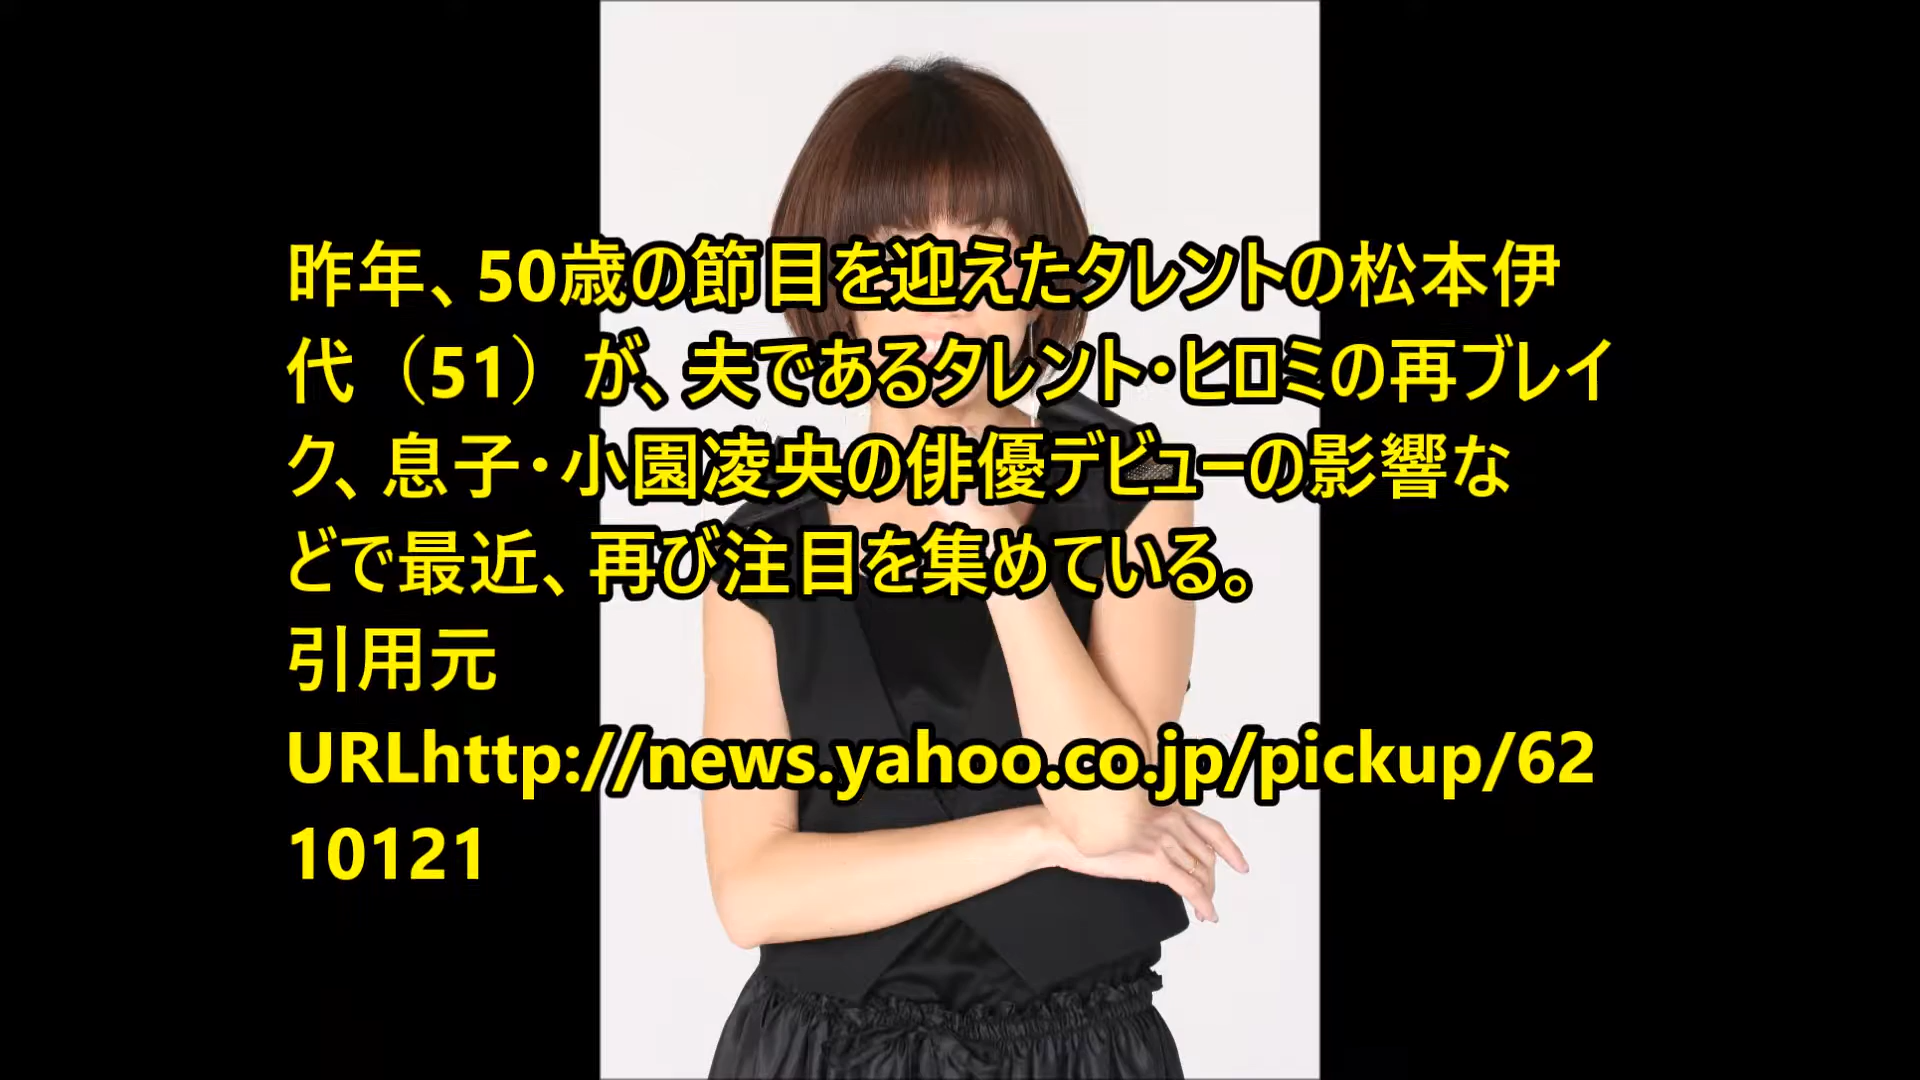 昨年、50歳の節目を迎えたタレントの松本伊
代（51）が、夫であるタレント・ヒロミの再ブレイ
ク、息子・小園凌央の俳優デビューの影響な
どで最近、再び注目を集めている。
引用元
URLhttp://news.yahoo.co.jp/pickup/62
10121